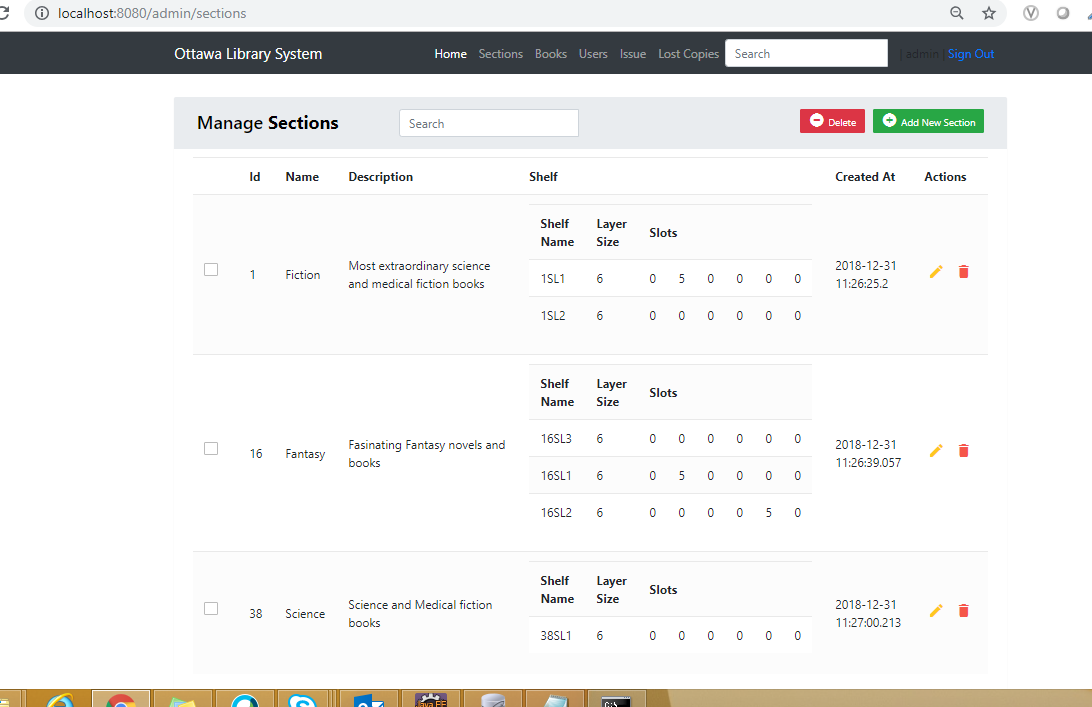 localhost:8080/admin/sections
Ottawa Library System Home Sections Books Users Issue Lost Copies Search | admin | Sign Out
Manage Sections Search Delete Add New Section
Id Name Description Shelf Created At Actions
Shelf Name Layer Size Slots
1 Fiction Most extraordinary science and medical fiction books
1SL1 6 0 5 0 0 0 0
1SL2 6 0 0 0 0 0 0
2018-12-31 11:26:25.2
Shelf Name Layer Size Slots
16 Fantasy Fasinating Fantasy novels and books
16SL3 6 0 0 0 0 0 0
16SL1 6 0 5 0 0 0 0
16SL2 6 0 0 0 0 5 0
2018-12-31 11:26:39.057
Shelf Name Layer Size Slots
38 Science Science and Medical fiction books
38SL1 6 0 0 0 0 0 0
2018-12-31 11:27:00.213
Java EE